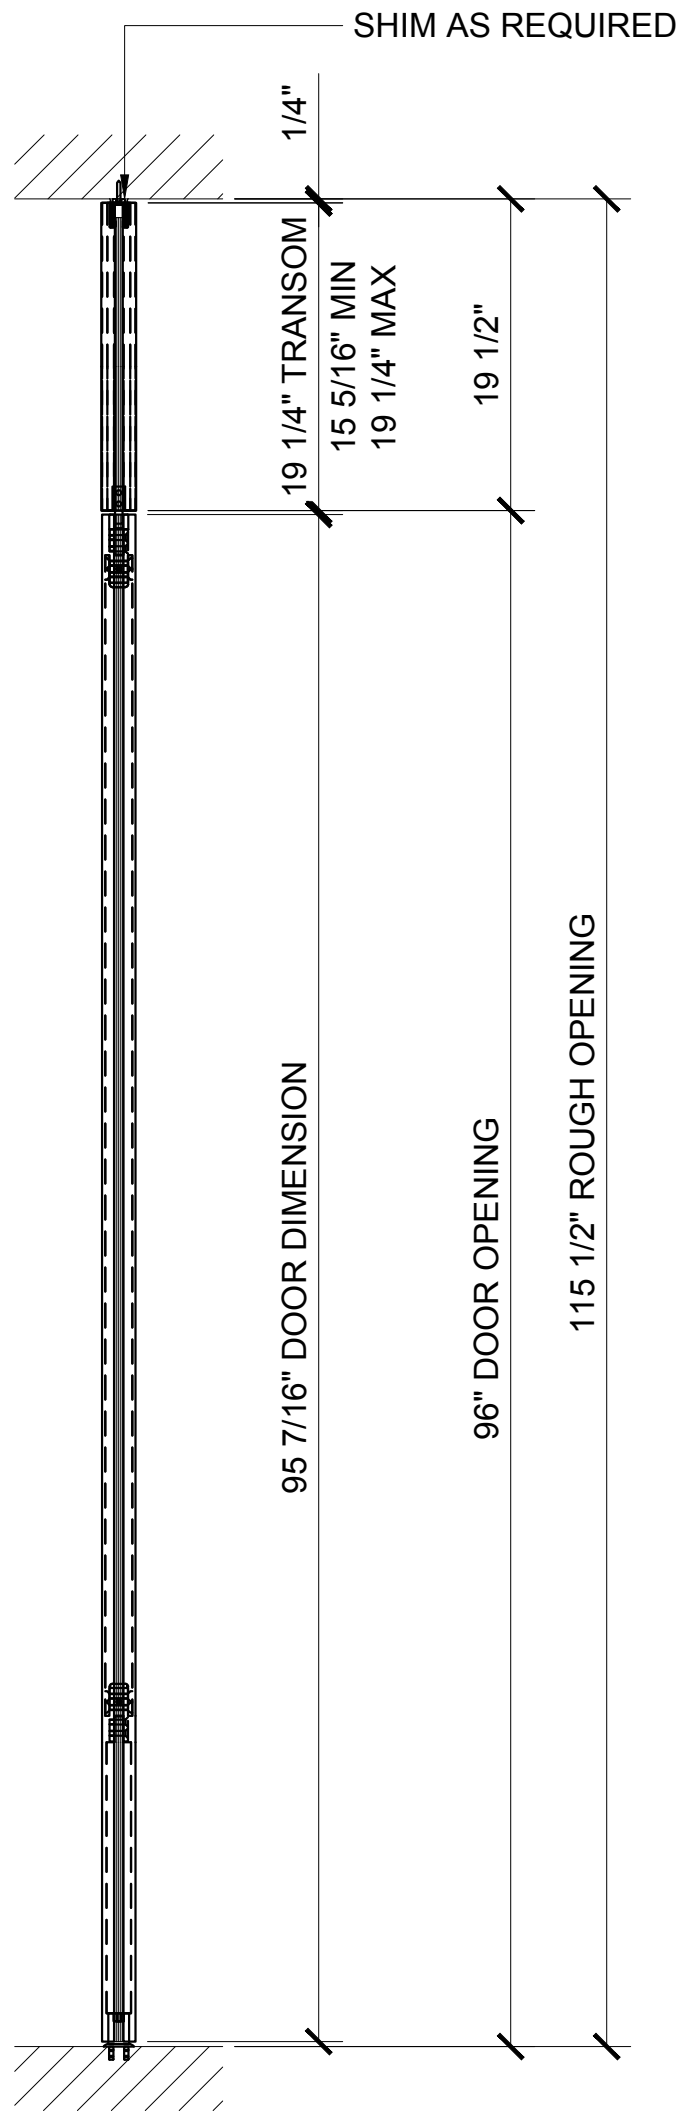 SHIM AS REQUIRED
1/4"
19 1/4" TRANSOM
15 5/16" MIN
19 1/4" MAX
19 1/2"
95 7/16" DOOR DIMENSION
96" DOOR OPENING
115 1/2" ROUGH OPENING